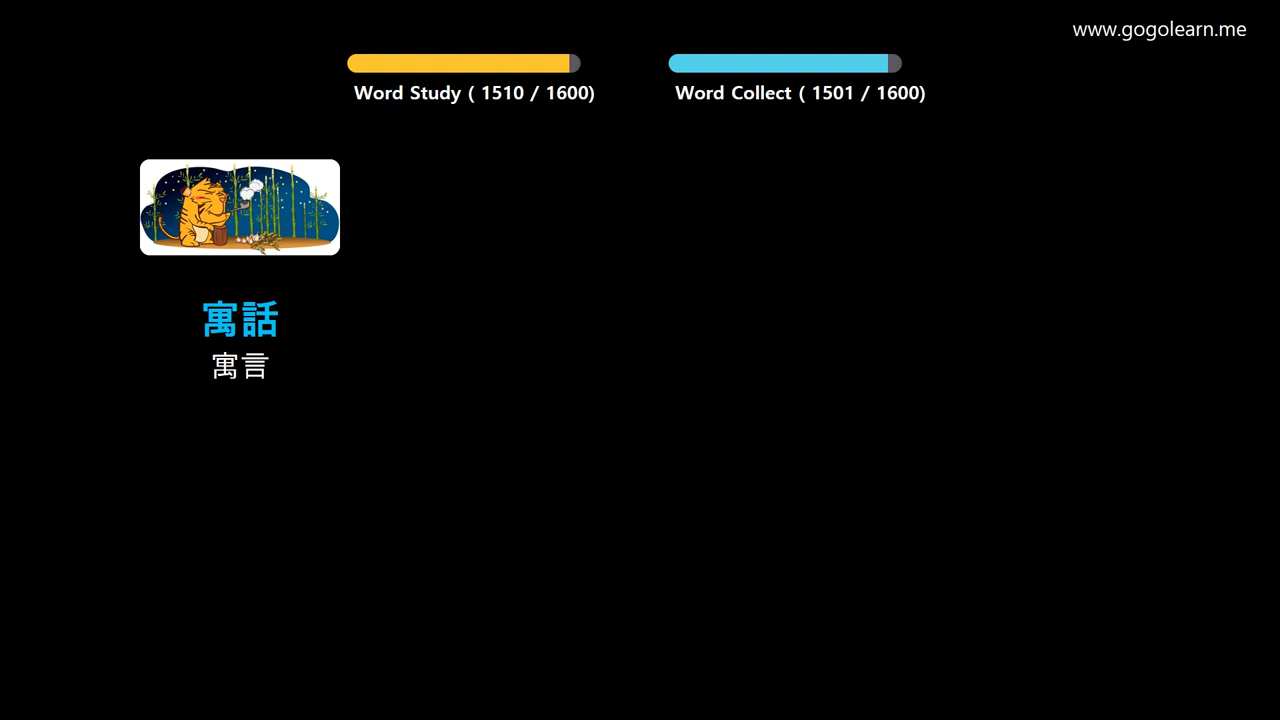 www.gogolearn.me
Word Study ( 1510 / 1600)
Word Collect ( 1501 / 1600)
寓話
寓言